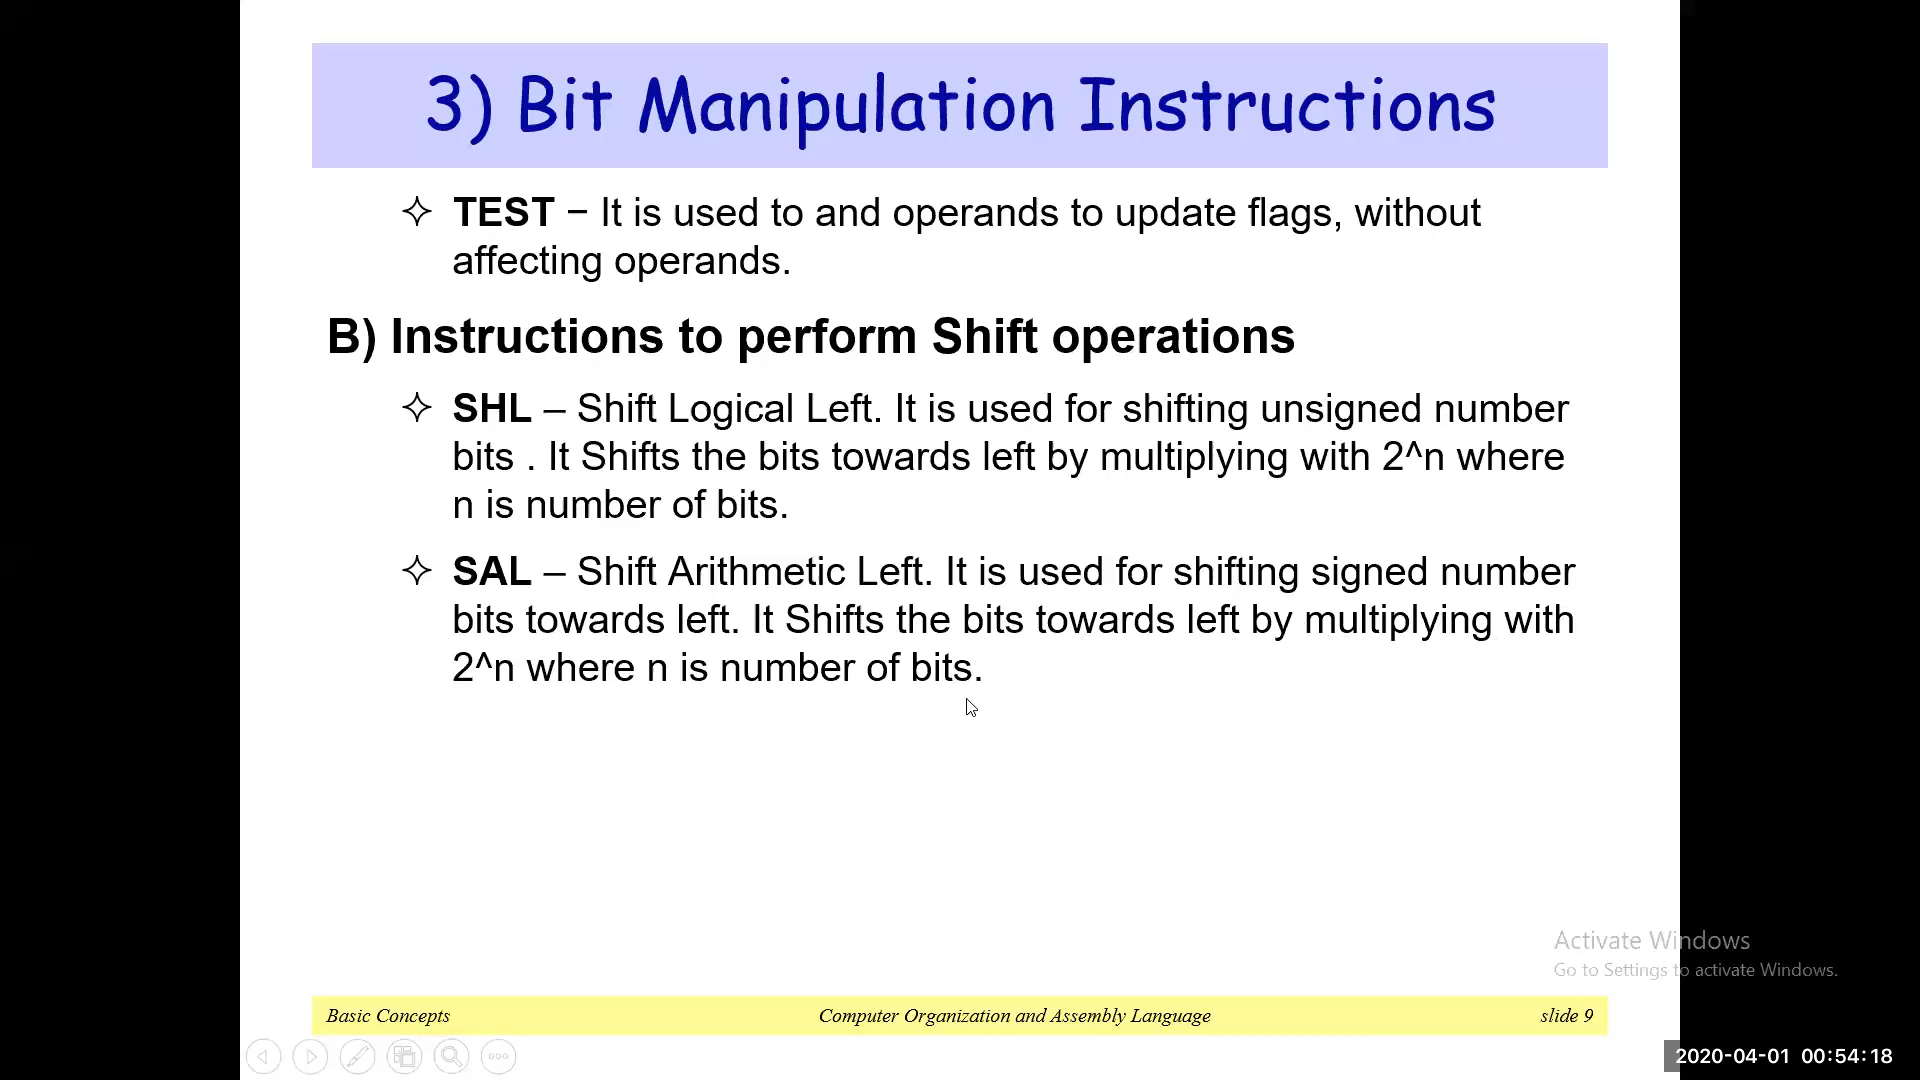 3) Bit Manipulation Instructions
✧ TEST − It is used to and operands to update flags, without
affecting operands.
B) Instructions to perform Shift operations
✧ SHL – Shift Logical Left. It is used for shifting unsigned number
bits . It Shifts the bits towards left by multiplying with 2^n where
n is number of bits.
✧ SAL – Shift Arithmetic Left. It is used for shifting signed number
bits towards left. It Shifts the bits towards left by multiplying with
2^n where n is number of bits.
Activate Windows
Go to Settings to activate Windows.
Basic Concepts Computer Organization and Assembly Language slide 9
2020-04-01 00:54:18